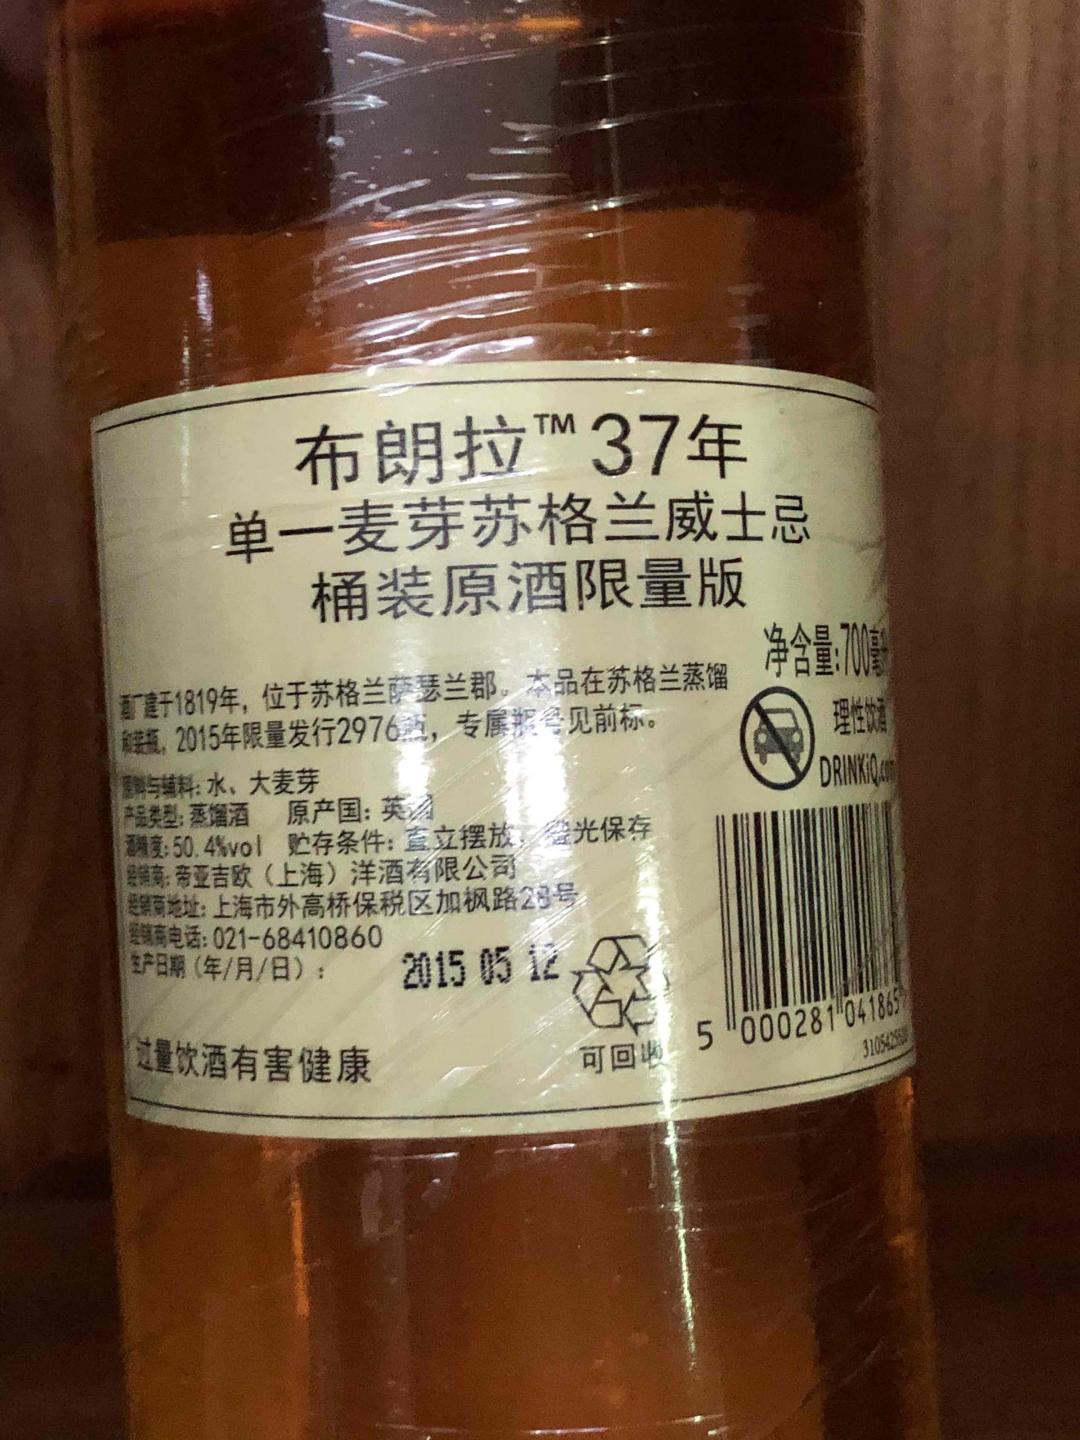 布朗拉™37年
单一麦芽苏格兰威士忌
桶装原酒限量版
净含量:700毫升
酒厂建于1819年，位于苏格兰萨瑟兰郡。本品在苏格兰蒸馏
和装瓶，2015年限量发行2976瓶，专属瓶号见前标。
理性饮酒
DRINKiQ.com
原料与辅料:水、大麦芽
产品类型:蒸馏酒 原产国:英国
酒精度:50.4%vol 贮存条件:直立摆放，避光保存
经销商:帝亚吉欧（上海）洋酒有限公司
经销商地址:上海市外高桥保税区加枫路28号
经销商电话:021-68410860
生产日期（年/月/日）: 2015 05 12
可回收
5 000281 041865
过量饮酒有害健康